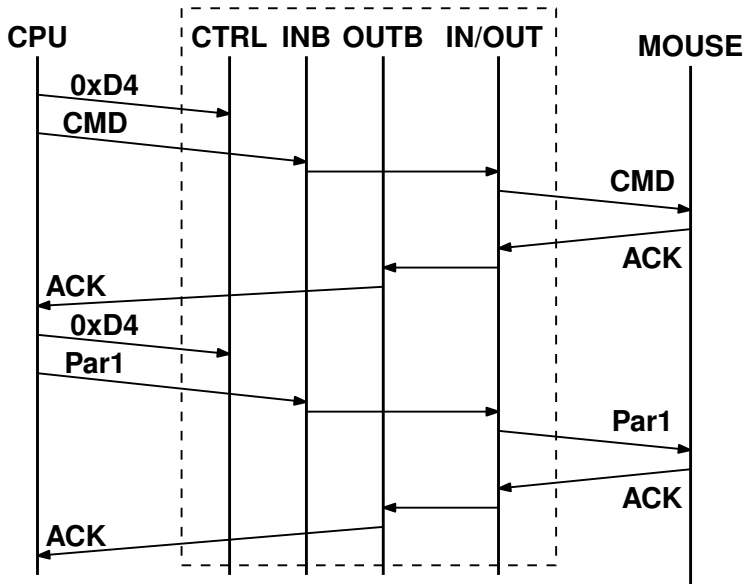 CPU CTRL INB OUTB IN/OUT MOUSE
0xD4
CMD
CMD
ACK
ACK
0xD4
Par1
Par1
ACK
ACK